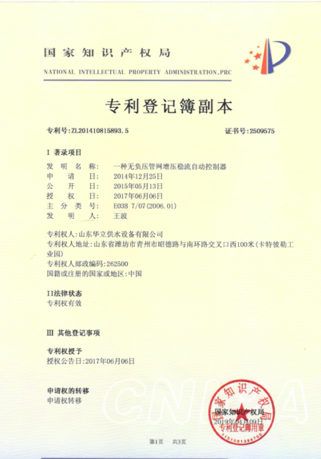 国家知识产权局
NATIONAL INTELLECTUAL PROPERTY ADMINISTRATION,PRC
专利登记簿副本
专利号:ZL201410815893.5 证书号:2509575
I 著录项目
发明名称: 一种无负压管网增压稳流自动控制器
申请日: 2014年12月25日
公开日: 2015年05月13日
授权日: 2017年06月06日
主分类号: E03B 7/07(2006.01)
发明人: 王波
专利权人:山东华立供水设备有限公司
专利权人地址:山东省潍坊市青州市昭德路与南环路交叉口西100米(卡特彼勒工
业园)
专利权人邮政编码:262500
国籍或注册的国家或地区:中国
II法律状态
专利权有效
III 其他登记事项
专利权授予
授权公告日:2017年06月06日
申请权的转移
申请权转移
国家知识产权局
专利登记簿用章
第1页 共3页